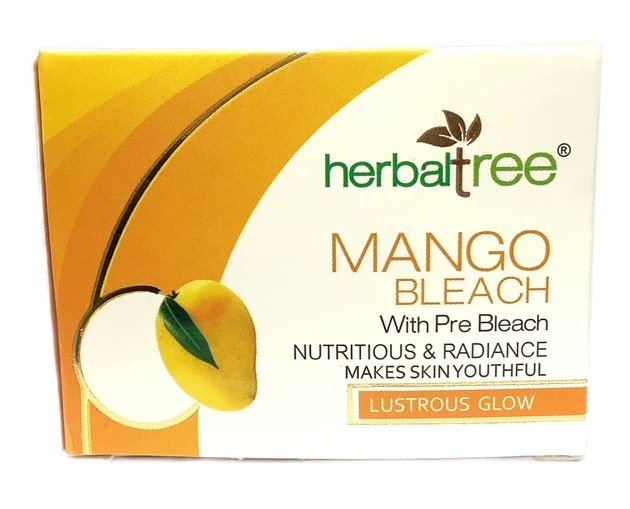 herbaltree®
MANGO
BLEACH
With Pre Bleach
NUTRITIOUS & RADIANCE
MAKES SKIN YOUTHFUL
LUSTROUS GLOW